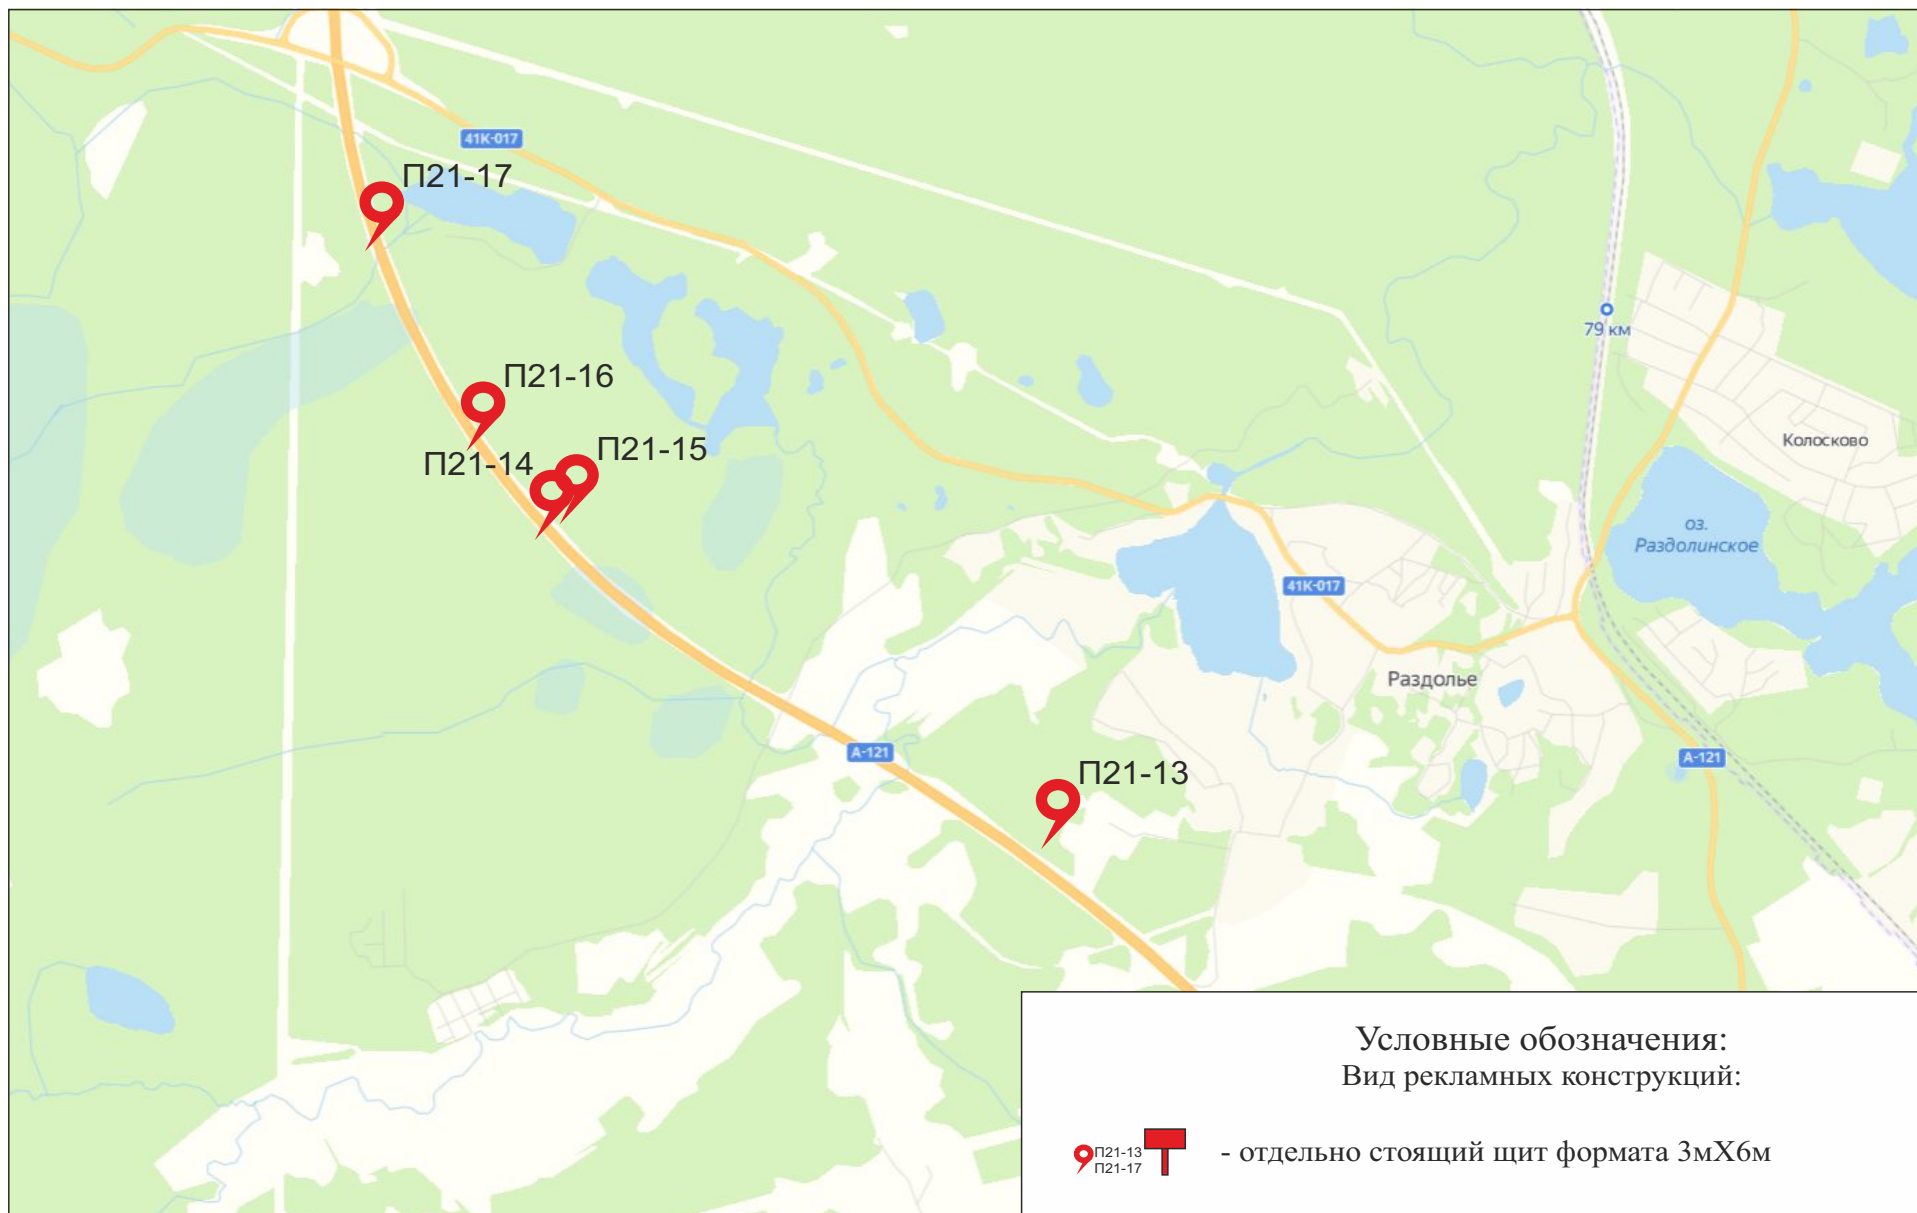 41К-017
П21-17
79 км
П21-16
Колосково
П21-15
П21-14
оз.
Раздолинское
41К-017
Раздолье
А-121
А-121
П21-13
Условные обозначения:
Вид рекламных конструкций:
П21-13
П21-17
- отдельно стоящий щит формата 3мХ6м